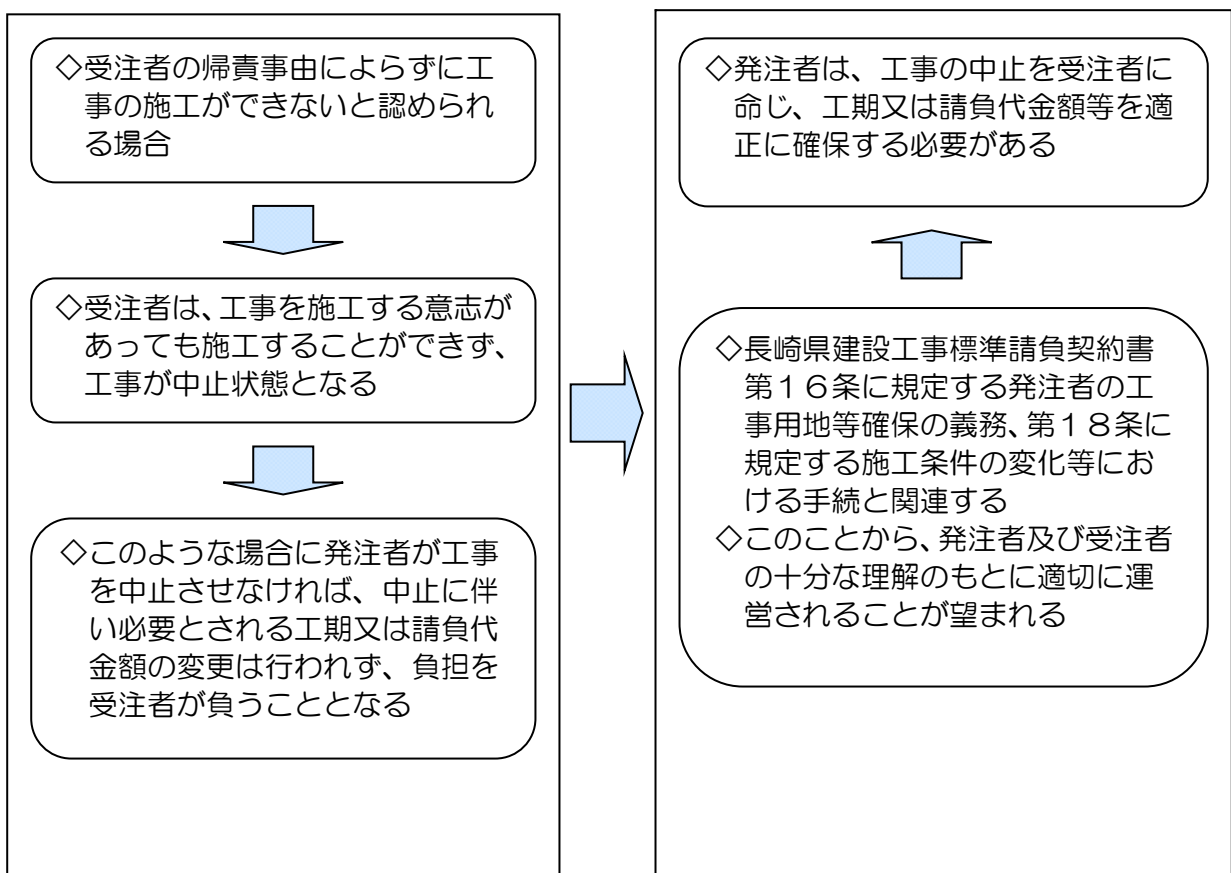 ◇受注者の帰責事由によらずに工
事の施工ができないと認められ
る場合
◇受注者は、工事を施工する意志が
あっても施工することができず、
工事が中止状態となる
◇このような場合に発注者が工事
を中止させなければ、中止に伴
い必要とされる工期又は請負代
金額の変更は行われず、負担を
受注者が負うこととなる
◇発注者は、工事の中止を受注者に
命じ、工期又は請負代金額等を適
正に確保する必要がある
◇長崎県建設工事標準請負契約書
第16条に規定する発注者の工
事用地等確保の義務、第18条に
規定する施工条件の変化等にお
ける手続と関連する
◇このことから、発注者及び受注者
の十分な理解のもとに適切に運
営されることが望まれる